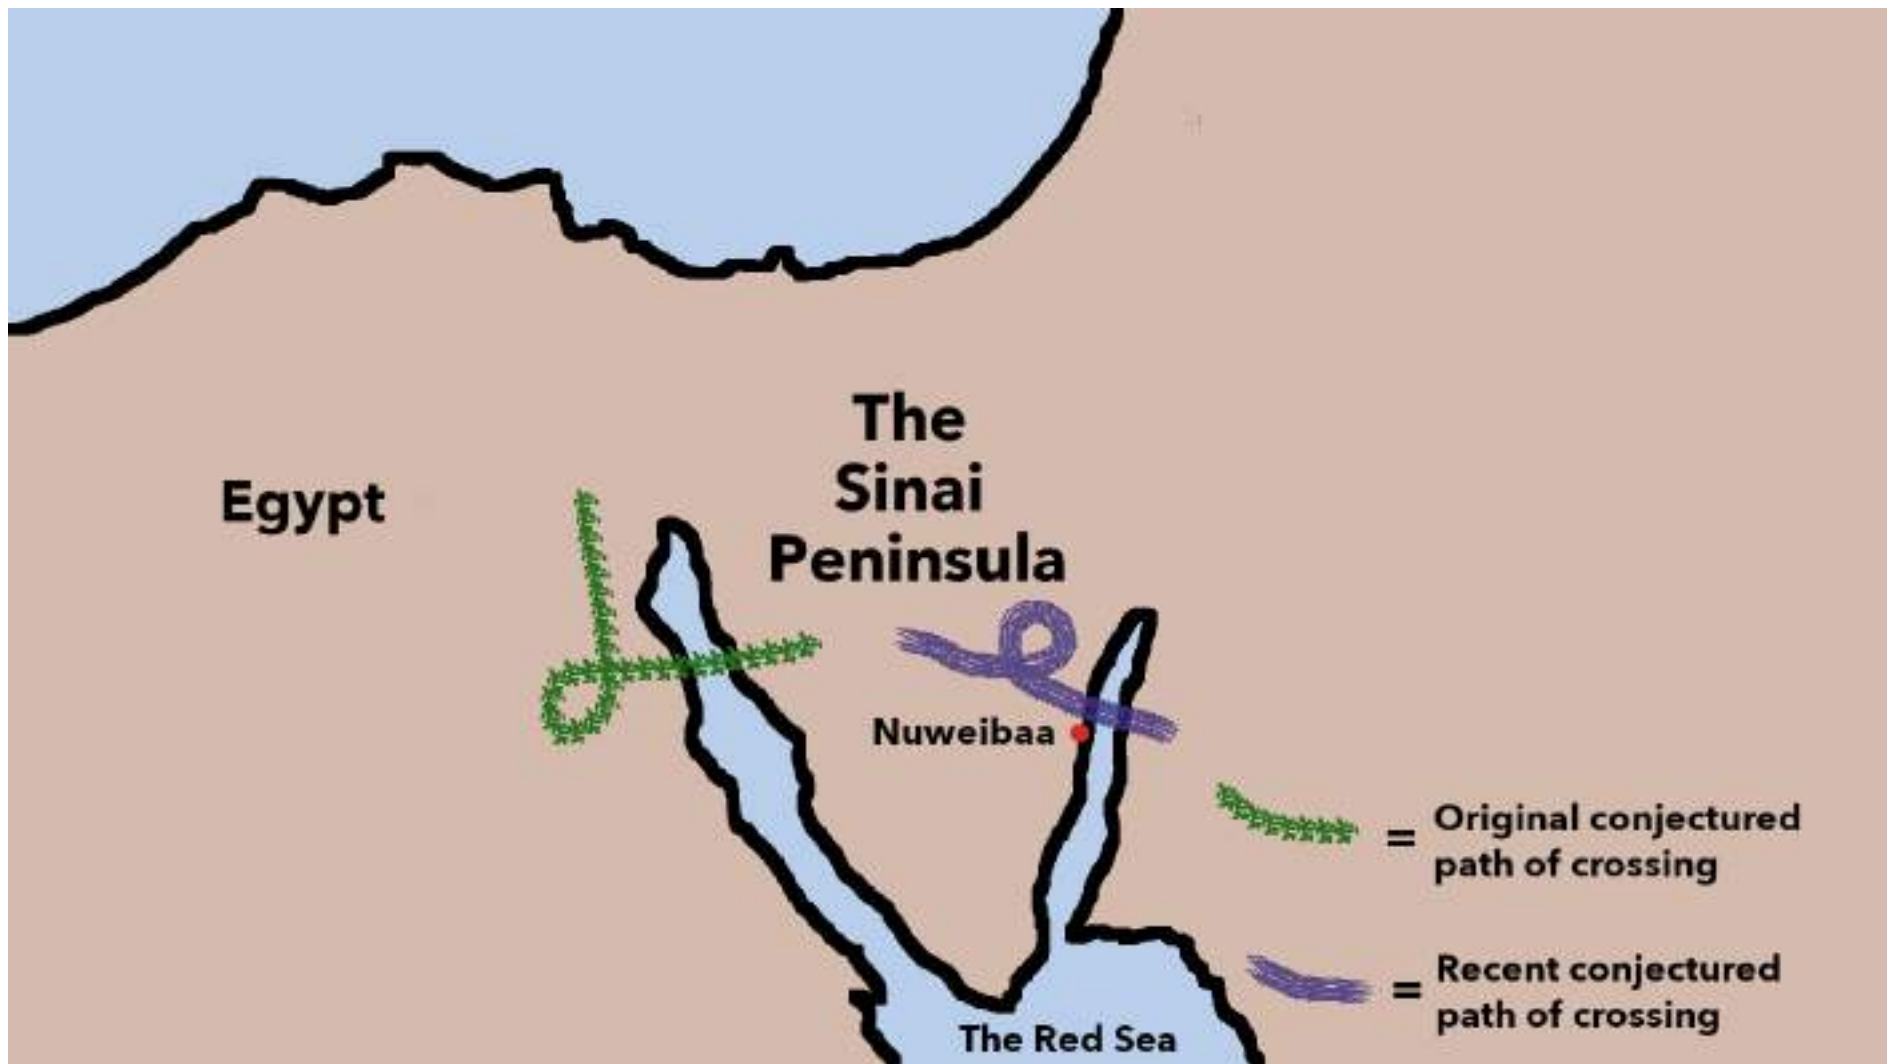 The
Sinai
Peninsula
Egypt
Nuweibaa
=
Original conjectured
path of crossing
=
Recent conjectured
path of crossing
The Red Sea